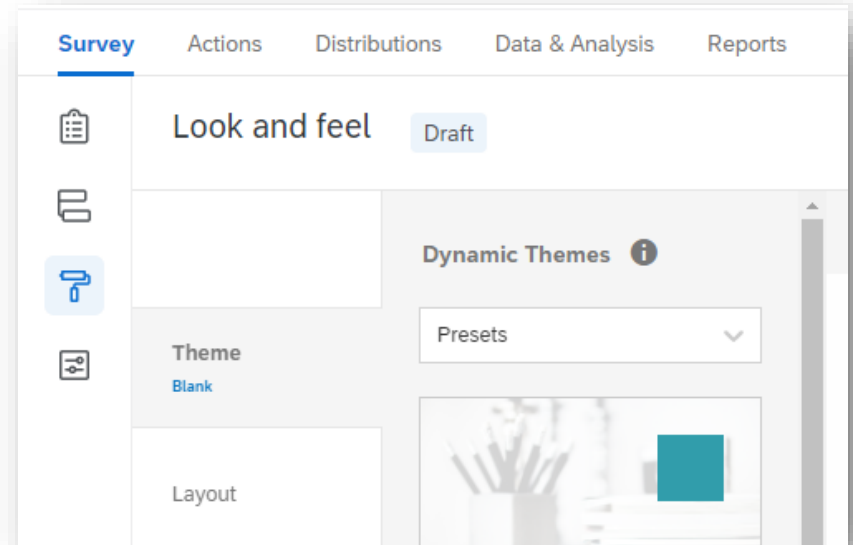 Survey Actions Distributions Data & Analysis Reports
Look and feel Draft
Dynamic Themes
Presets
Theme
Blank
Layout